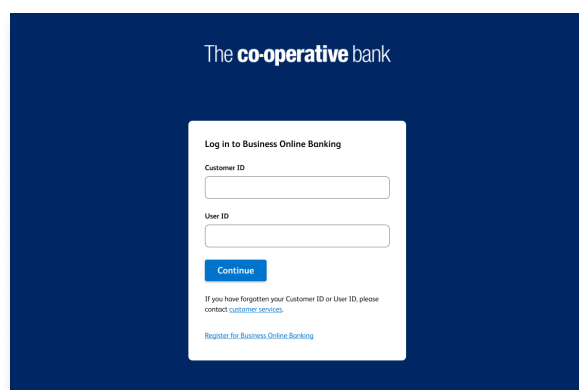 The co-operative bank
Log in to Business Online Banking
Customer ID
User ID
Continue
If you have forgotten your Customer ID or User ID, please
contact customer services.
Register for Business Online Banking